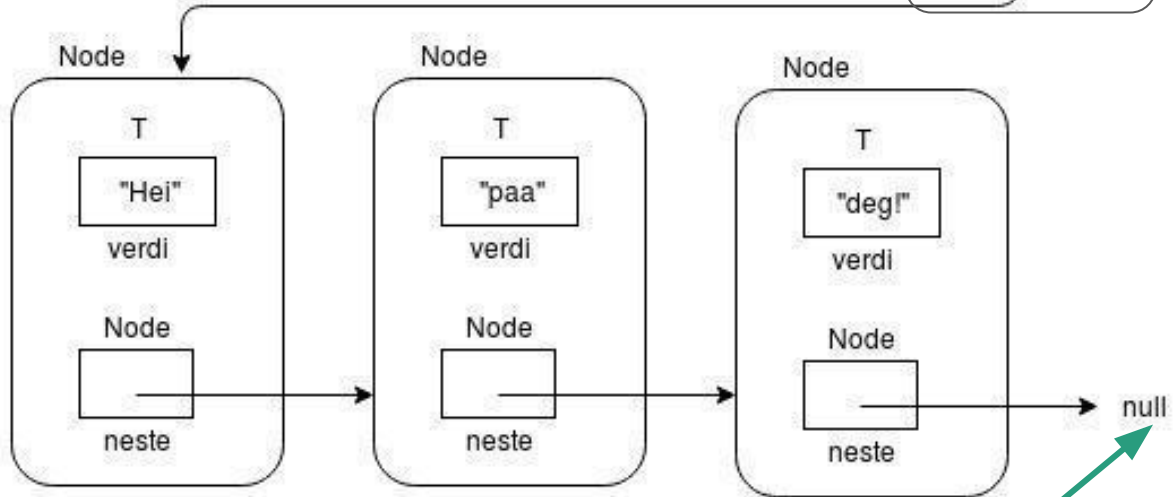 Node
T
"Hei"
verdi
Node
neste
Node
T
"paa"
verdi
Node
neste
Node
T
"deg!"
verdi
Node
neste
null